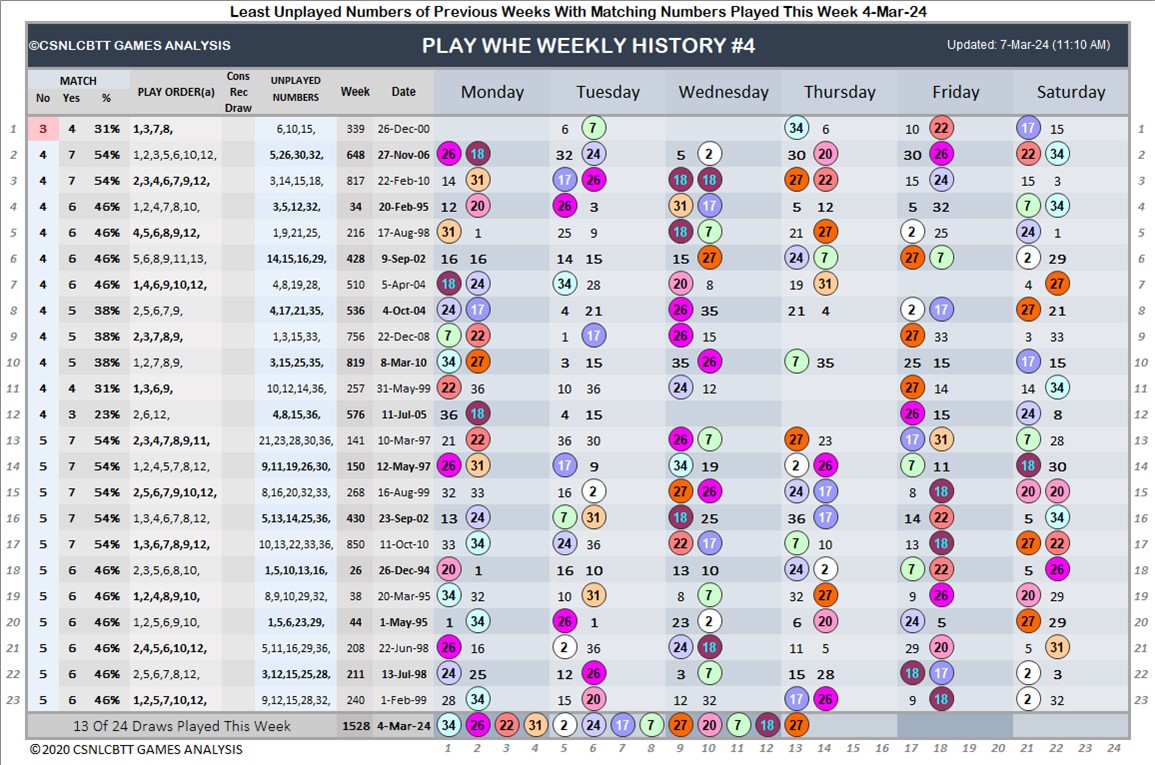 Least Unplayed Numbers of Previous Weeks With Matching Numbers Played This Week 4-Mar-24
©CSNLCBTT GAMES ANALYSIS PLAY WHE WEEKLY HISTORY #4 Updated: 7-Mar-24 (11:10 AM)
MATCH No Yes % PLAY ORDER(a) Cons Rec Draw UNPLAYED NUMBERS Week Date Monday Tuesday Wednesday Thursday Friday Saturday
1 3 4 31% 1,3,7,8, 6,10,15, 339 26-Dec-00 6 7 34 6 10 22 17 15 1
2 4 7 54% 1,2,3,5,6,10,12, 5,26,30,32, 648 27-Nov-06 26 18 32 24 5 2 30 20 30 26 22 34 2
3 4 7 54% 2,3,4,6,7,9,12, 3,14,15,18, 817 22-Feb-10 14 31 17 26 18 18 27 22 15 24 15 3 3
4 4 6 46% 1,2,4,7,8,10, 3,5,12,32, 34 20-Feb-95 12 20 26 3 31 17 5 12 5 32 7 34 4
5 4 6 46% 4,5,6,8,9,12, 1,9,21,25, 216 17-Aug-98 31 1 25 9 18 7 21 27 2 25 24 1 5
6 4 6 46% 5,6,8,9,11,13, 14,15,16,29, 428 9-Sep-02 16 16 14 15 15 27 24 7 27 7 2 29 6
7 4 6 46% 1,4,6,9,10,12, 4,8,19,28, 510 5-Apr-04 18 24 34 28 20 8 19 31 4 27 7
8 4 5 38% 2,5,6,7,9, 4,17,21,35, 536 4-Oct-04 24 17 4 21 26 35 21 4 2 17 27 21 8
9 4 5 38% 2,3,7,8,9, 1,3,15,33, 756 22-Dec-08 7 22 1 17 26 15 27 33 3 33 9
10 4 5 38% 1,2,7,8,9, 3,15,25,35, 819 8-Mar-10 34 27 3 15 35 26 7 35 25 15 17 15 10
11 4 4 31% 1,3,6,9, 10,12,14,36, 257 31-May-99 22 36 10 36 24 12 27 14 14 34 11
12 4 3 23% 2,6,12, 4,8,15,36, 576 11-Jul-05 36 18 4 15 26 15 24 8 12
13 5 7 54% 2,3,4,7,8,9,11, 21,23,28,30,36, 141 10-Mar-97 21 22 36 30 26 7 27 23 17 31 7 28 13
14 5 7 54% 1,2,4,5,7,8,12, 9,11,19,26,30, 150 12-May-97 26 31 17 9 34 19 2 26 7 11 18 30 14
15 5 7 54% 2,5,6,7,9,10,12, 8,16,20,32,33, 268 16-Aug-99 32 33 16 2 27 26 24 17 8 18 20 20 15
16 5 7 54% 1,3,4,6,7,8,12, 5,13,14,25,36, 430 23-Sep-02 13 24 7 31 18 25 36 17 14 22 5 34 16
17 5 7 54% 1,3,6,7,8,9,12, 10,13,22,33,36, 850 11-Oct-10 33 34 24 36 22 17 7 10 13 18 27 22 17
18 5 6 46% 2,3,5,6,8,10, 1,5,10,13,16, 26 26-Dec-94 20 1 16 10 13 10 24 2 7 22 5 26 18
19 5 6 46% 1,2,4,8,9,10, 8,9,10,29,32, 38 20-Mar-95 34 32 10 31 8 7 32 27 9 26 20 29 19
20 5 6 46% 1,2,5,6,9,10, 1,5,6,23,29, 44 1-May-95 1 34 26 1 23 2 6 20 24 5 27 29 20
21 5 6 46% 2,4,5,6,10,12, 5,11,16,29,36, 208 22-Jun-98 26 16 2 36 24 18 11 5 29 20 5 31 21
22 5 6 46% 2,5,6,7,8,12, 3,12,15,25,28, 211 13-Jul-98 24 25 12 26 3 7 15 28 18 17 2 3 22
23 5 6 46% 1,2,5,7,10,12, 9,12,15,28,32, 240 1-Feb-99 28 34 15 20 12 32 17 26 9 18 2 32 23
13 Of 24 Draws Played This Week 1528 4-Mar-24 34 26 22 31 2 24 17 7 27 20 7 18 27
© 2020 CSNLCBTT GAMES ANALYSIS 1 2 3 4 5 6 7 8 9 10 11 12 13 14 15 16 17 18 19 20 21 22 23 24